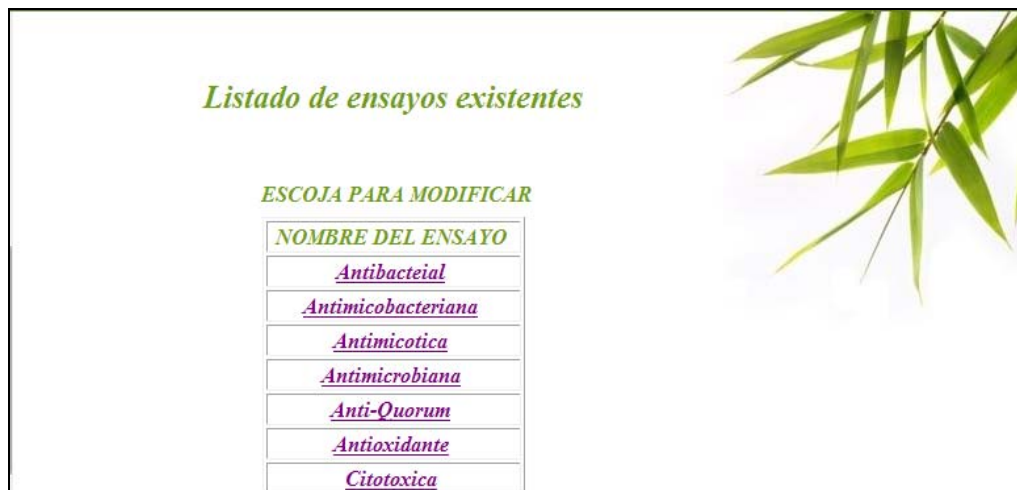 Listado de ensayos existentes
ESCOJA PARA MODIFICAR
NOMBRE DEL ENSAYO
Antibacteial
Antimicobacteriana
Antimicotica
Antimicrobiana
Anti-Quorum
Antioxidante
Citotoxica